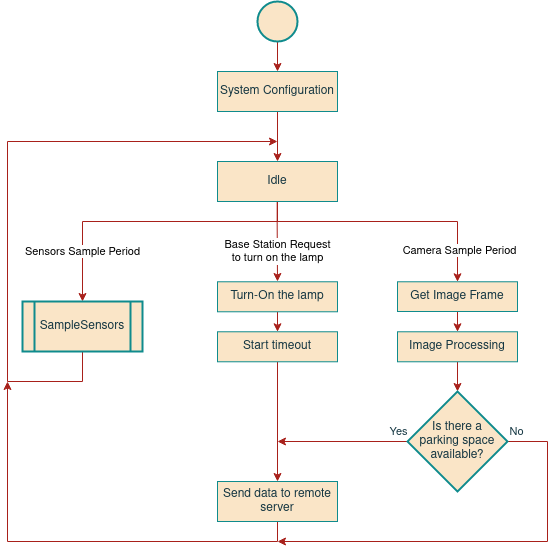 System Configuration
Idle
Sensors Sample Period
Base Station Request
to turn on the lamp
Camera Sample Period
SampleSensors
Turn-On the lamp
Get Image Frame
Start timeout
Image Processing
Is there a
parking space
available?
Yes
No
Send data to remote
server